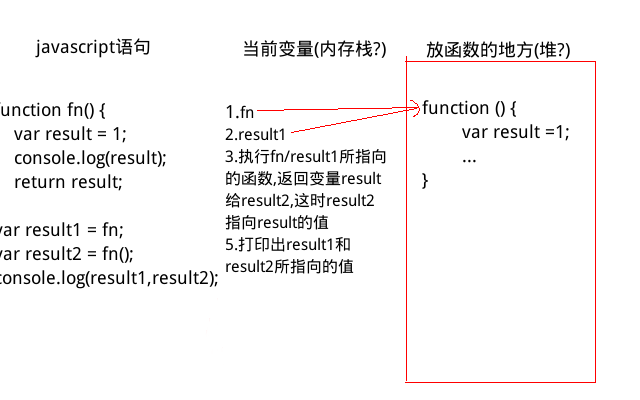 javascript语句
当前变量(内存栈?)
放函数的地方(堆?)
function fn() {
var result = 1;
console.log(result);
return result;
var result1 = fn;
var result2 = fn();
console.log(result1,result2);
1.fn
2.result1
3.执行fn/result1所指向
的函数,返回变量result
给result2,这时result2
指向result的值
5.打印出result1和
result2所指向的值
function () {
var result =1;
...
}